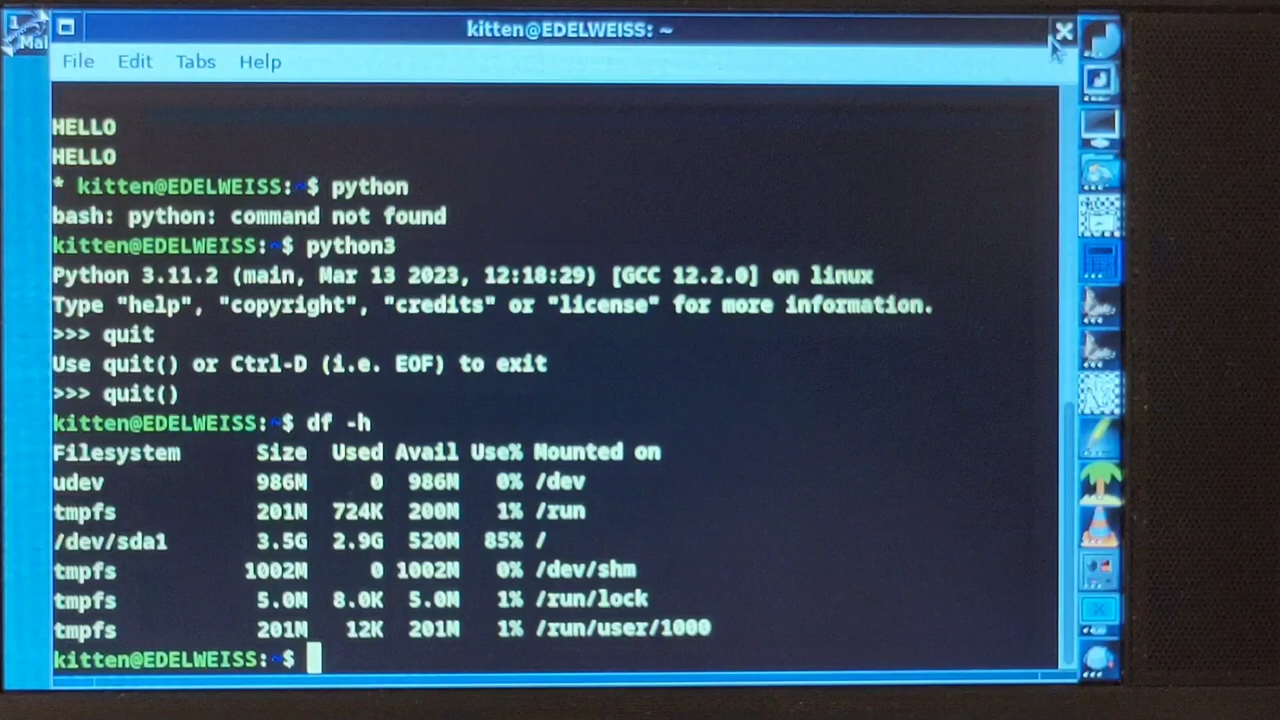 1
Mai
kitten@EDELWEISS: ~
File Edit Tabs Help
HELLO
HELLO
* kitten@EDELWEISS:~$ python
bash: python: command not found
kitten@EDELWEISS:~$ python3
Python 3.11.2 (main, Mar 13 2023, 12:18:29) [GCC 12.2.0] on linux
Type "help", "copyright", "credits" or "license" for more information.
>>> quit
Use quit() or Ctrl-D (i.e. EOF) to exit
>>> quit()
kitten@EDELWEISS:~$ df -h
Filesystem      Size  Used Avail Use% Mounted on
udev            986M     0  986M   0% /dev
tmpfs           201M  724K  200M   1% /run
/dev/sda1       3.5G  2.9G  520M  85% /
tmpfs          1002M     0 1002M   0% /dev/shm
tmpfs           5.0M  8.0K  5.0M   1% /run/lock
tmpfs           201M   12K  201M   1% /run/user/1000
kitten@EDELWEISS:~$